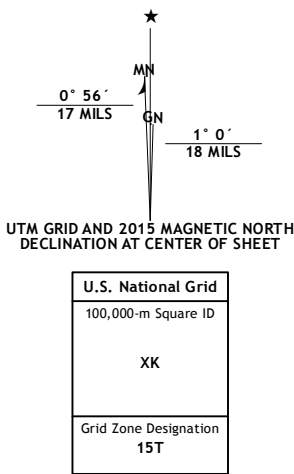 ★
MN
0° 56´
17 MILS
GN
1° 0´
18 MILS
UTM GRID AND 2015 MAGNETIC NORTH
DECLINATION AT CENTER OF SHEET
U.S. National Grid
100,000-m Square ID
XK
Grid Zone Designation
15T